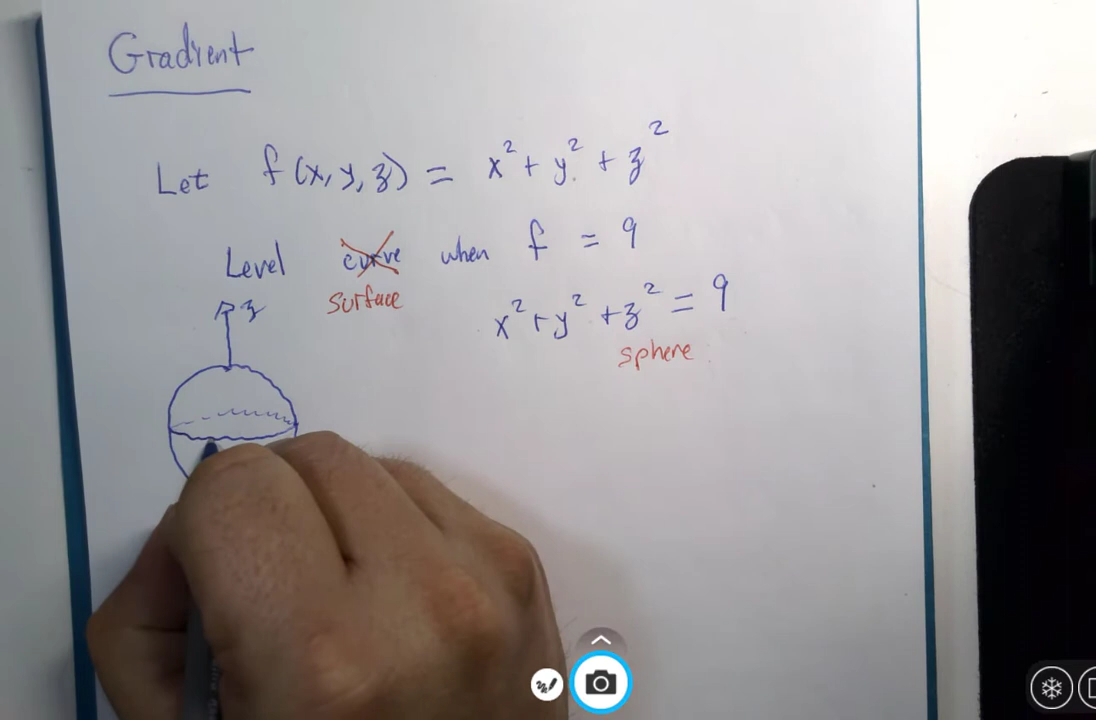 Gradient
Let f(x, y, z) = x² + y² + z²
Level curve when f = 9
surface
x² + y² + z² = 9
sphere
z